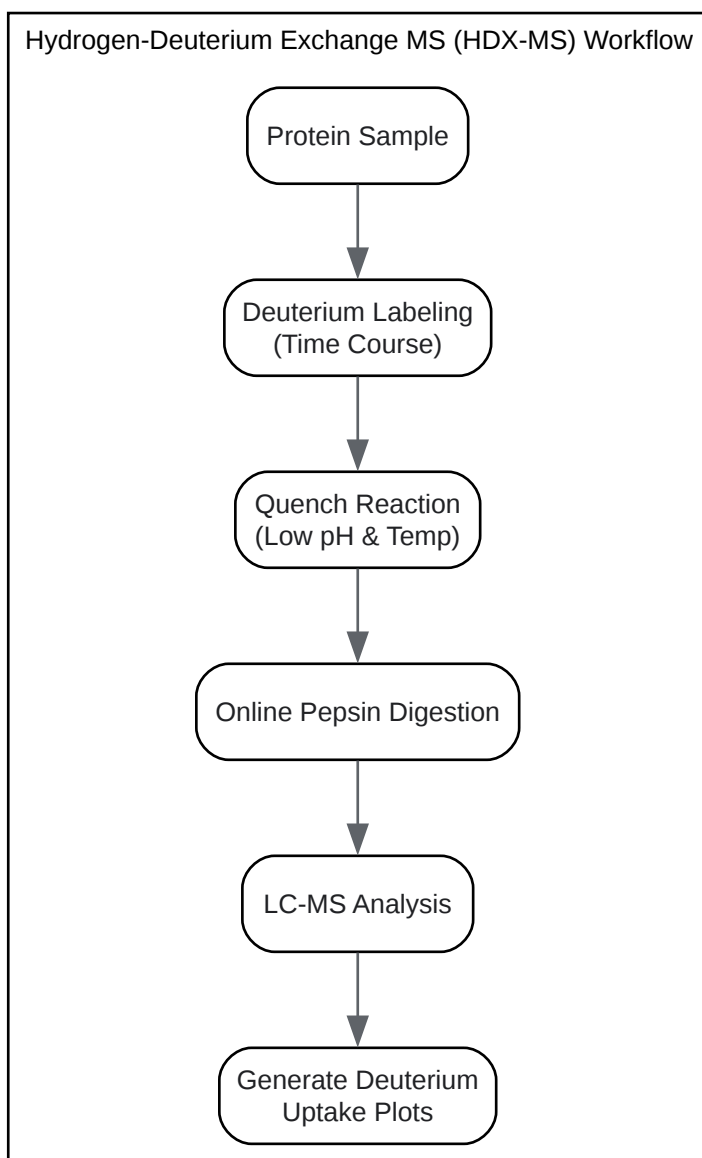 Hydrogen-Deuterium Exchange MS (HDX-MS) Workflow
Protein Sample
Deuterium Labeling
(Time Course)
Quench Reaction
(Low pH & Temp)
Online Pepsin Digestion
LC-MS Analysis
Generate Deuterium
Uptake Plots